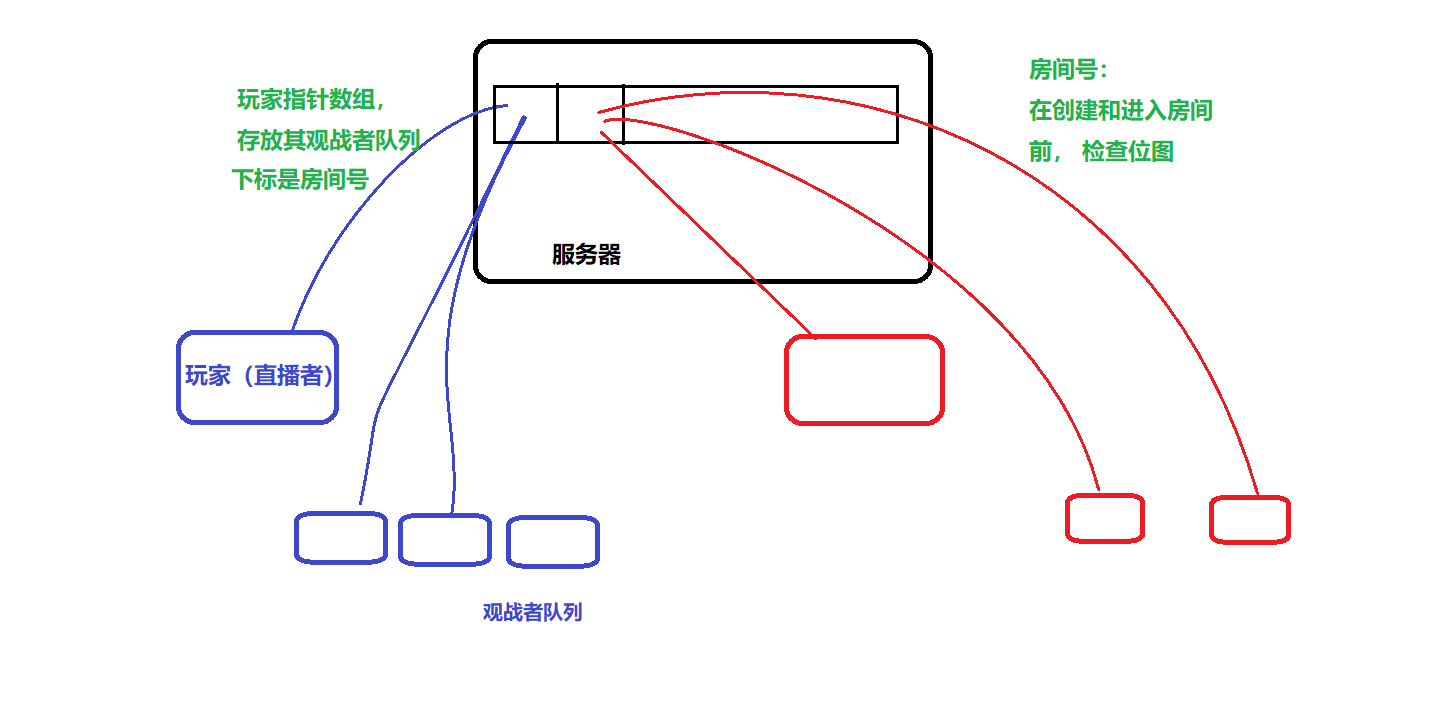 玩家指针数组，
存放其观战者队列
下标是房间号
房间号：
在创建和进入房间
前， 检查位图
服务器
玩家（直播者）
观战者队列